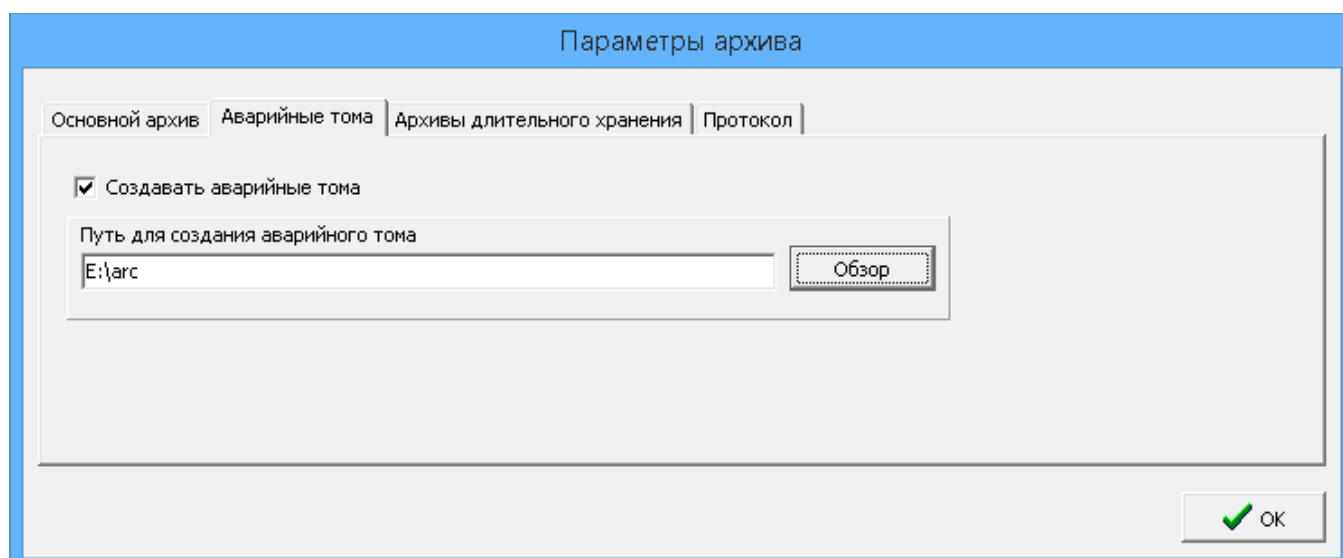 Параметры архива
Основной архив Аварийные тома Архивы длительного хранения Протокол
Создавать аварийные тома
Путь для создания аварийного тома
E:\arc Обзор
OK